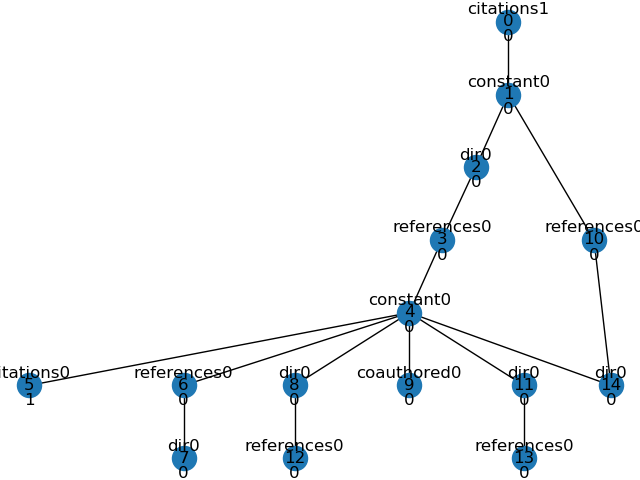 citations1
0
0
constant0
1
0
dir0
2
0
references0 references0
3 10
0 0
constant0
4
0
itations0 references0 dir0 coauthored0 dir0 dir0
5 6 8 9 11 14
1 0 0 0 0 0
dir0 references0 references0
7 12 13
0 0 0